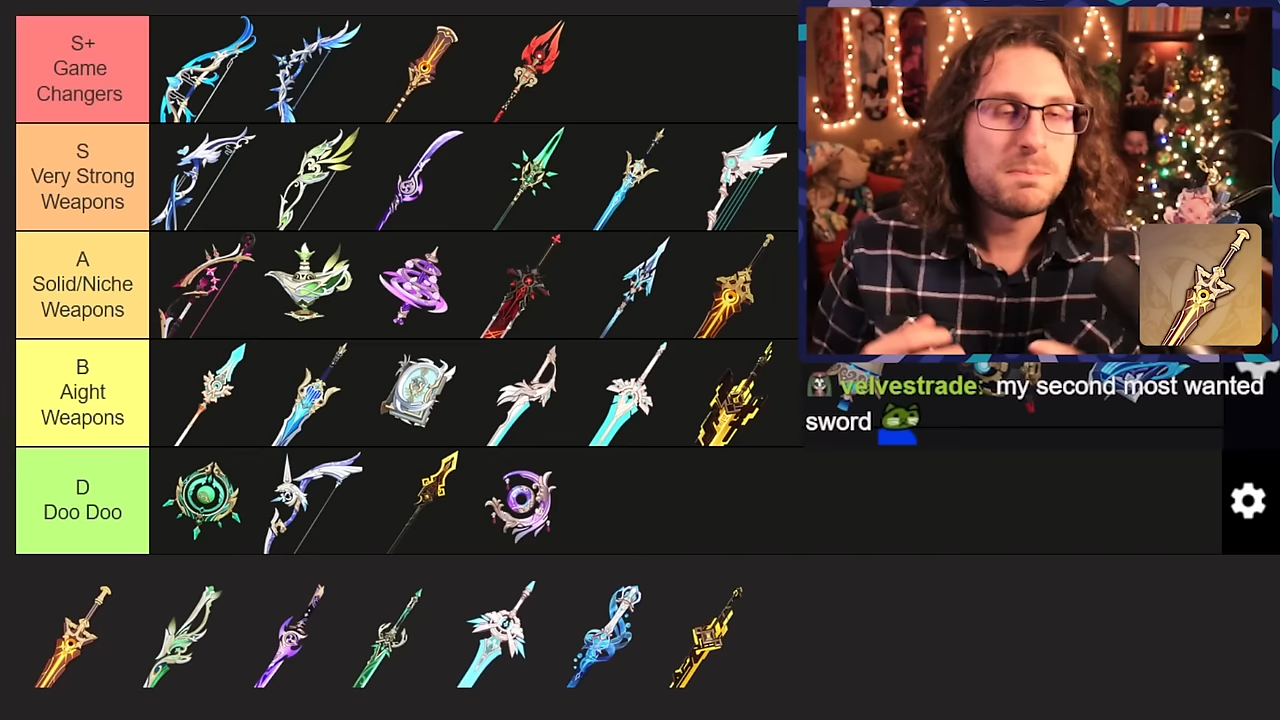 S+
Game
Changers
S
Very Strong
Weapons
A
Solid/Niche
Weapons
B
Aight
Weapons
D
Doo Doo
velvestrade: my second most wanted
sword